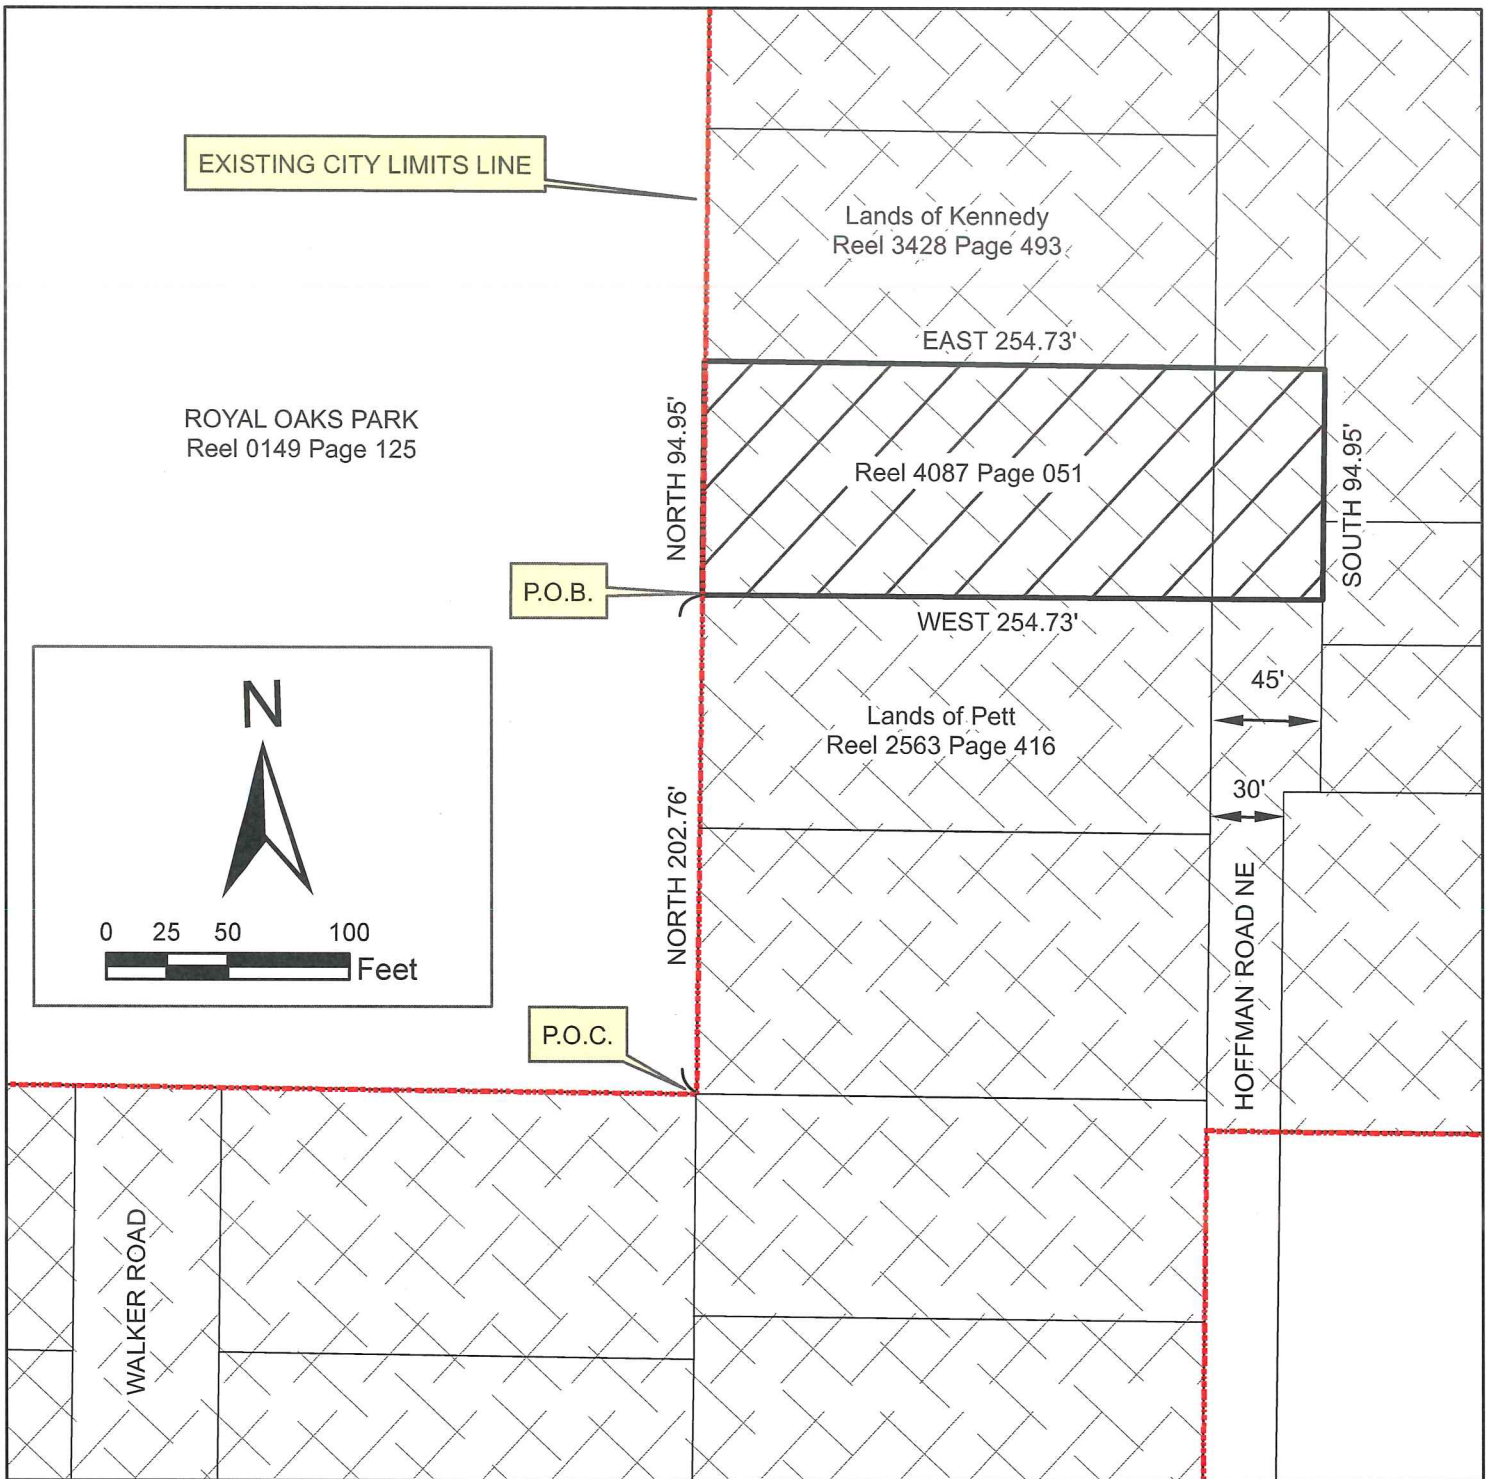 EXISTING CITY LIMITS LINE
Lands of Kennedy
Reel 3428 Page 493
EAST 254.73'
ROYAL OAKS PARK
Reel 0149 Page 125
NORTH 94.95'
Reel 4087 Page 051
SOUTH 94.95'
P.O.B.
WEST 254.73'
45'
Lands of Pett
Reel 2563 Page 416
N
30'
NORTH 202.76'
HOFFMAN ROAD NE
0 25 50 100
Feet
P.O.C.
WALKER ROAD